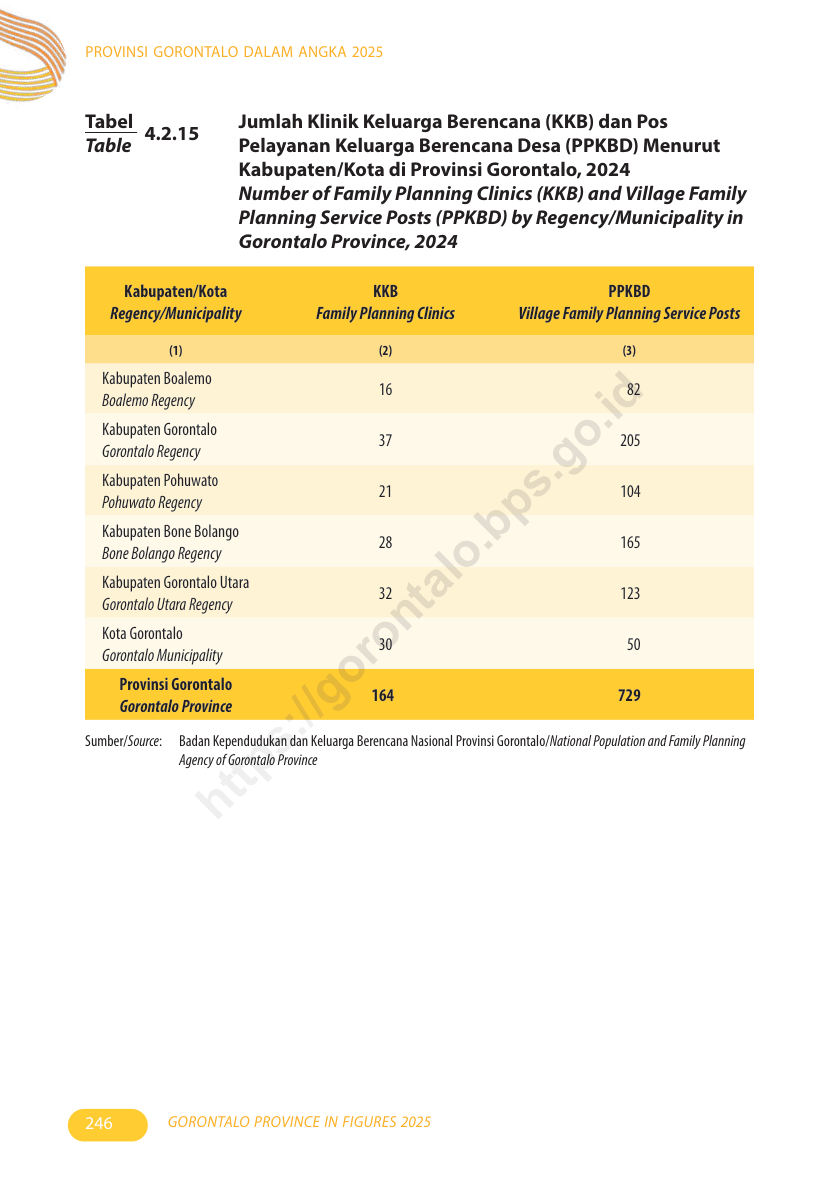 PROVINSI GORONTALO DALAM ANGKA 2025
Tabel
Table
4.2.15
Jumlah Klinik Keluarga Berencana (KKB) dan Pos
Pelayanan Keluarga Berencana Desa (PPKBD) Menurut
Kabupaten/Kota di Provinsi Gorontalo, 2024
Number of Family Planning Clinics (KKB) and Village Family
Planning Service Posts (PPKBD) by Regency/Municipality in
Gorontalo Province, 2024
Kabupaten/Kota KKB PPKBD
Regency/Municipality Family Planning Clinics Village Family Planning Service Posts
(1) (2) (3)
Kabupaten Boalemo
Boalemo Regency 16 82
Kabupaten Gorontalo
Gorontalo Regency 37 205
Kabupaten Pohuwato
Pohuwato Regency 21 104
Kabupaten Bone Bolango
Bone Bolango Regency 28 165
Kabupaten Gorontalo Utara
Gorontalo Utara Regency 32 123
Kota Gorontalo
Gorontalo Municipality 30 50
Provinsi Gorontalo
Gorontalo Province 164 729
Sumber/Source: Badan Kependudukan dan Keluarga Berencana Nasional Provinsi Gorontalo/National Population and Family Planning
Agency of Gorontalo Province
https://gorontalo.bps.go.id
246 GORONTALO PROVINCE IN FIGURES 2025